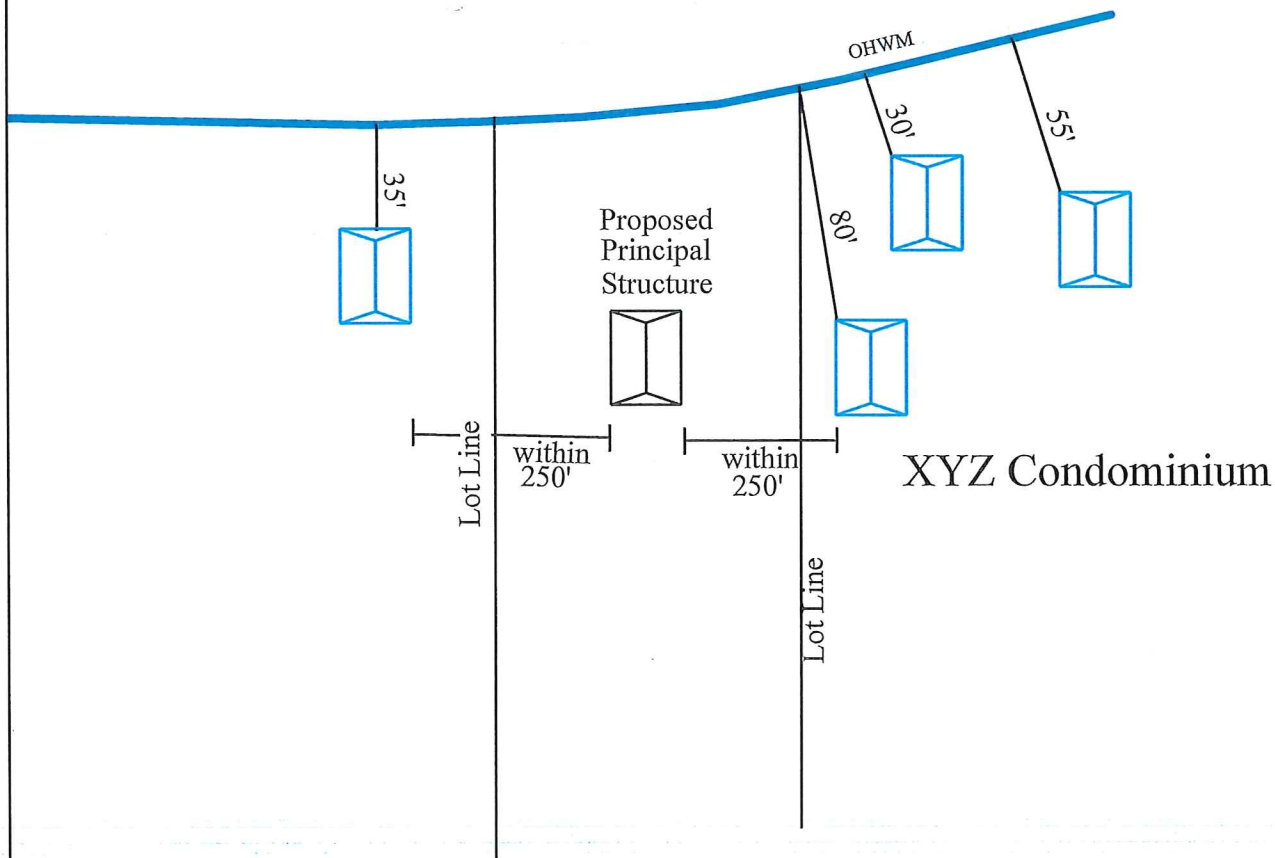 OHWM
35'
30'
55'
80'
Proposed
Principal
Structure
Lot Line
within
250'
within
250'
XYZ Condominium
Lot Line